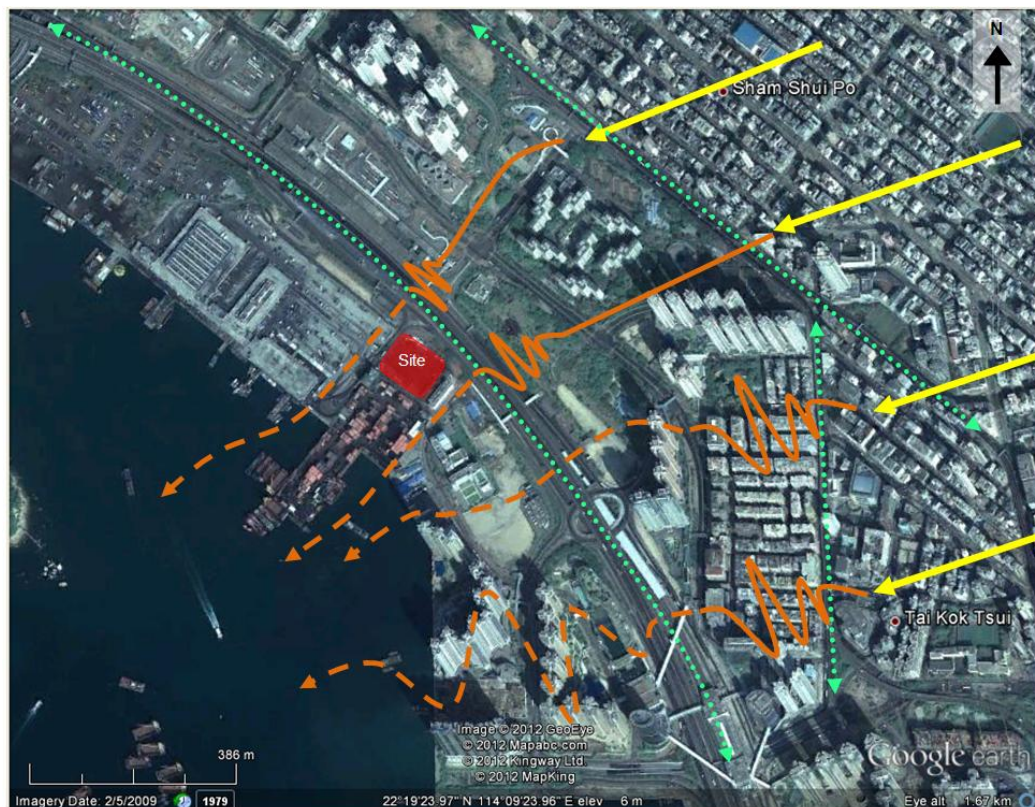 N
Sham Shui Po
Site
Tai Kok Tsui
Image © 2012 GeoEye
© 2012 Mapabc.com
© 2012 Kingway Ltd.
© 2012 MapKing
Google earth
386 m
Imagery Date: 2/5/2009 1979 22°19'23.97" N 114°09'23.96" E elev 6 m Eye alt 1.67 km